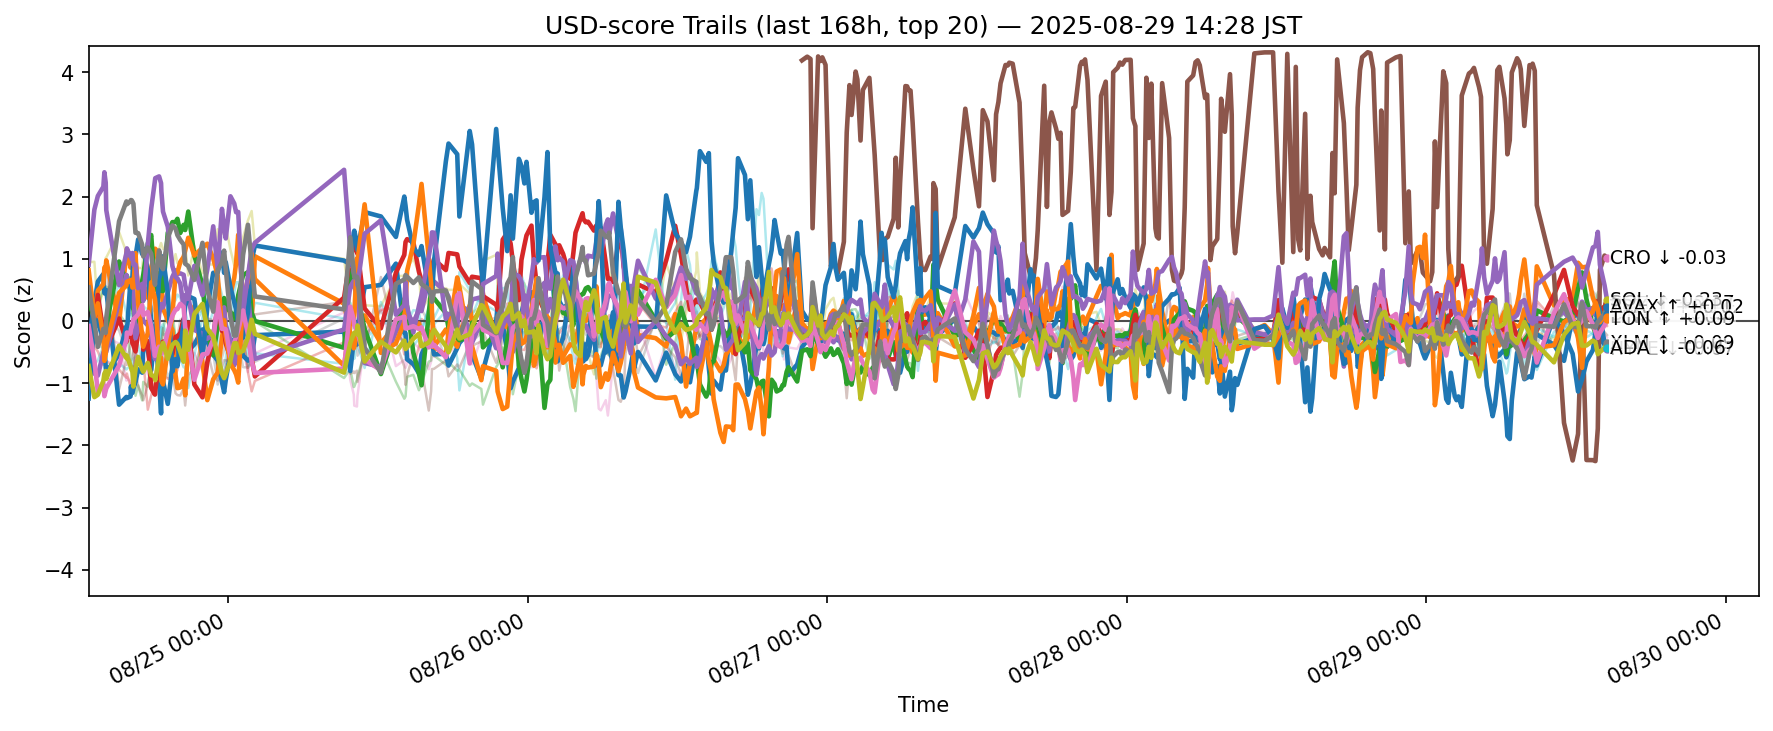 USD-score Trails (last 168h, top 20) — 2025-08-29 14:28 JST
Score (z)
4
3
2
1
0
−1
−2
−3
−4
CRO ↓ -0.03
TON ↑ +0.09
ADA ↓ -0.06
08/25 00:00
08/26 00:00
08/27 00:00
08/28 00:00
08/29 00:00
08/30 00:00
Time